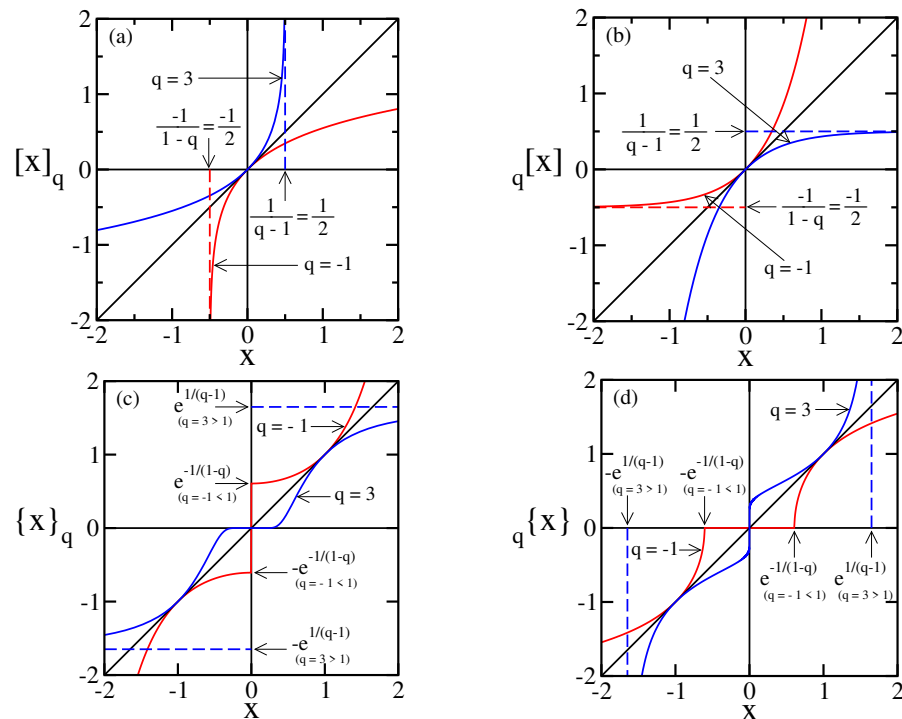 (a)
2
1
0
-1
-2
-2 -1 0 1 2
x
[x]q
q = 3
-1/(1 - q) = -1/2
1/(q - 1) = 1/2
q = -1
(b)
2
1
0
-1
-2
-2 -1 0 1 2
x
q[x]
q = 3
1/(q - 1) = 1/2
-1/(1 - q) = -1/2
q = -1
(c)
2
1
0
-1
-2
-2 -1 0 1 2
x
{x}q
e^1/(q-1)
(q = 3 > 1)
q = - 1
e^-1/(1-q)
(q = -1 < 1)
q = 3
-e^-1/(1-q)
(q = - 1 < 1)
-e^1/(q-1)
(q = 3 > 1)
(d)
2
1
0
-1
-2
-2 -1 0 1 2
x
q{x}
q = 3
-e^1/(q-1) -e^-1/(1-q)
(q = 3 > 1) (q = - 1 < 1)
q = -1
e^-1/(1-q) e^1/(q-1)
(q = - 1 < 1) (q = 3 > 1)